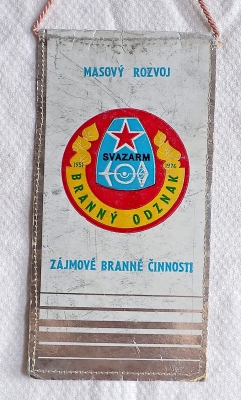 MASOVÝ ROZVOJ
SVAZARM
1951 1976
BRANNÝ ODZNAK
ZÁJMOVÉ BRANNÉ ČINNOSTI